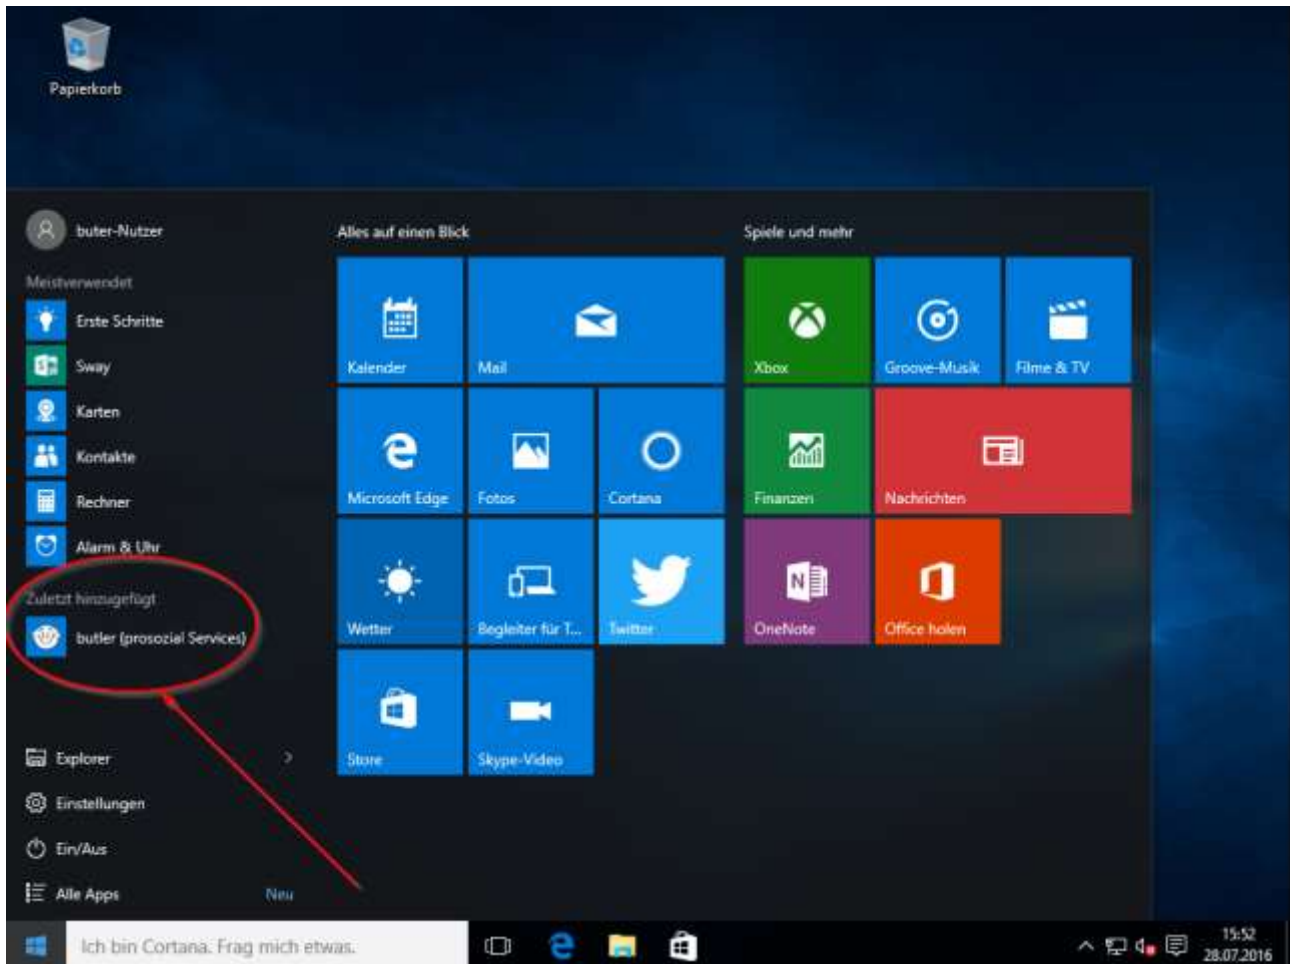 Papierkorb
buter-Nutzer
Meistverwendet
Erste Schritte
Sway
Karten
Kontakte
Rechner
Alarm & Uhr
Zuletzt hinzugefügt
butler (prosozial Services)
Explorer
Einstellungen
Ein/Aus
Alle Apps
Neu
Alles auf einen Blick
Kalender
Mail
Microsoft Edge
Fotos
Cortana
Wetter
Begleiter für T...
Twitter
Store
Skype-Video
Spiele und mehr
Xbox
Groove-Musik
Filme & TV
Finanzen
Nachrichten
OneNote
Office holen
Ich bin Cortana. Frag mich etwas.
15:52
28.07.2016